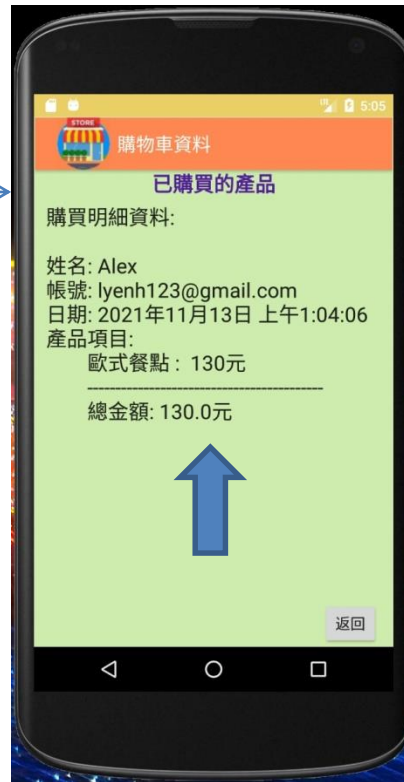 5:05
STORE
購物車資料
已購買的產品
購買明細資料:
姓名: Alex
帳號: lyenh123@gmail.com
日期: 2021年11月13日 上午1:04:06
產品項目:
歐式餐點 : 130元
----------------------------------------
總金額: 130.0元
返回